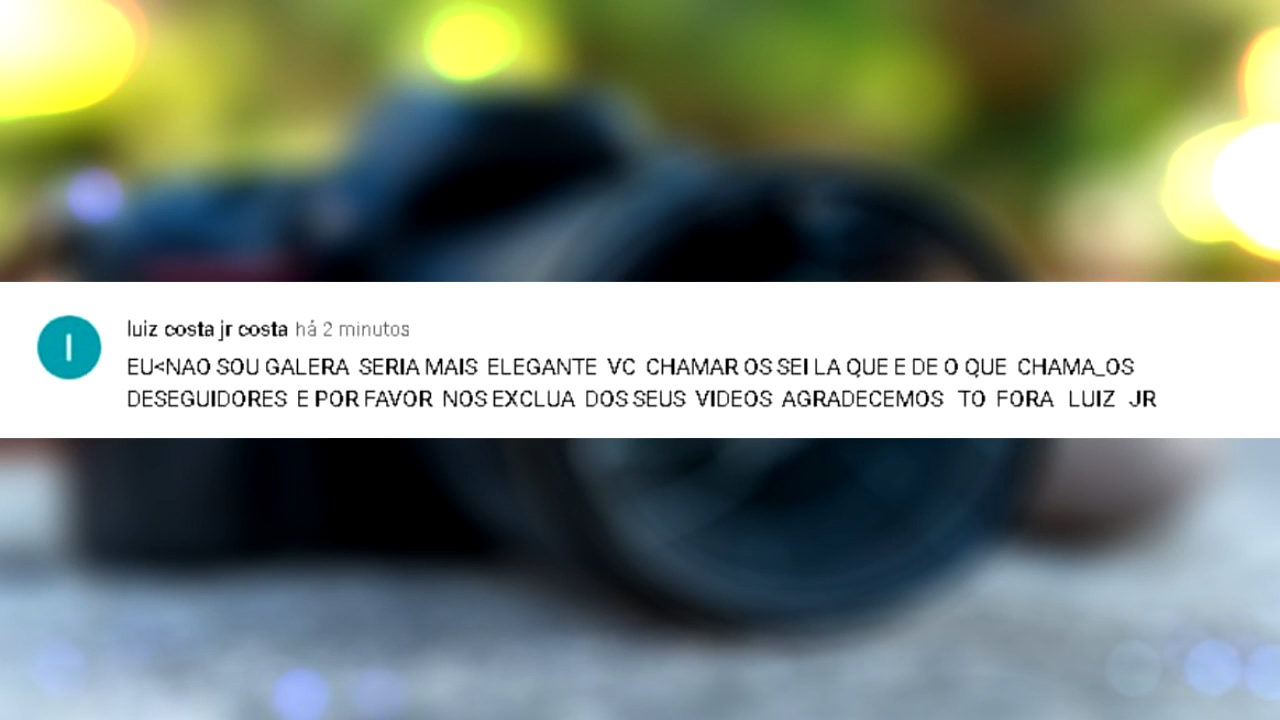 I
luiz costa jr costa há 2 minutos
EU<NAO SOU GALERA SERIA MAIS ELEGANTE VC CHAMAR OS SEI LA QUE E DE O QUE CHAMA_OS
DESEGUIDORES E POR FAVOR NOS EXCLUA DOS SEUS VIDEOS AGRADECEMOS TO FORA LUIZ JR